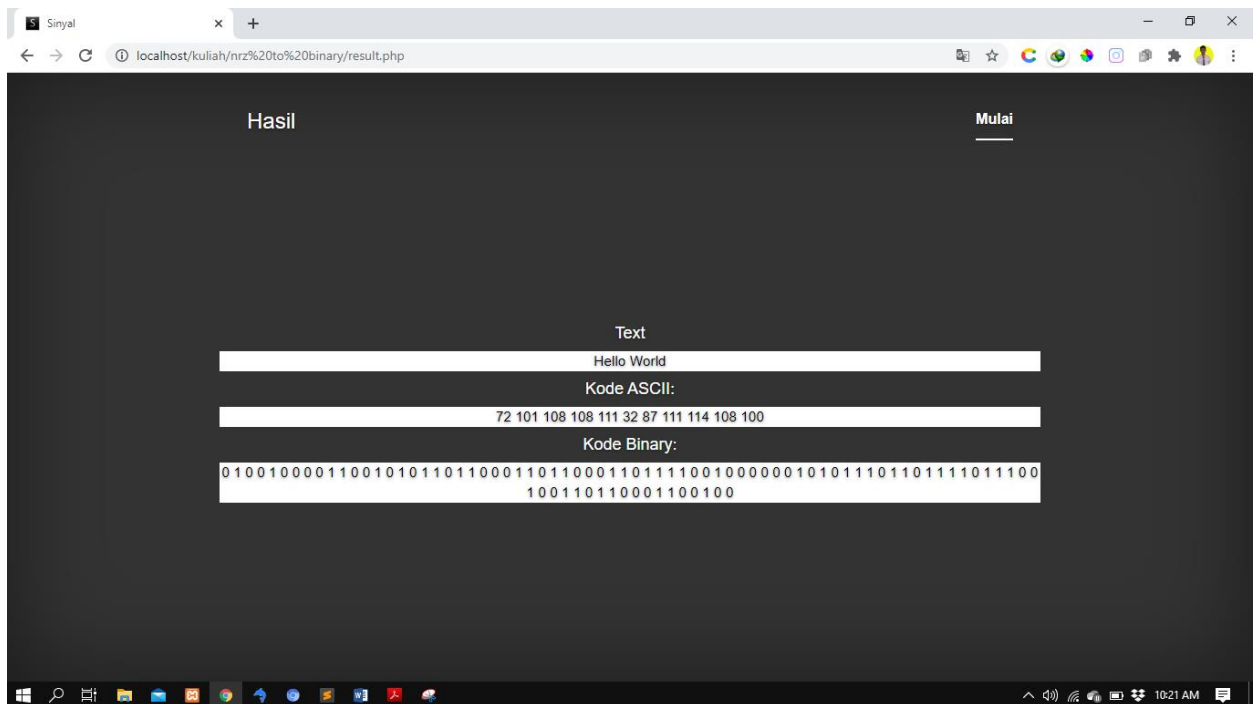 Sinyal
localhost/kuliah/nrz%20to%20binary/result.php
Hasil
Mulai
Text
Hello World
Kode ASCII:
72 101 108 108 111 32 87 111 114 108 100
Kode Binary:
0 1 0 0 1 0 0 0 0 1 1 0 0 1 0 1 0 1 1 0 1 1 0 0 0 1 1 0 1 1 0 0 0 1 1 0 1 1 1 1 0 0 1 0 0 0 0 0 0 1 0 1 0 1 1 1 0 1 1 0 1 1 1 1 0 1 1 1 0 0
1 0 0 1 1 0 1 1 0 0 0 1 1 0 0 1 0 0
10:21 AM